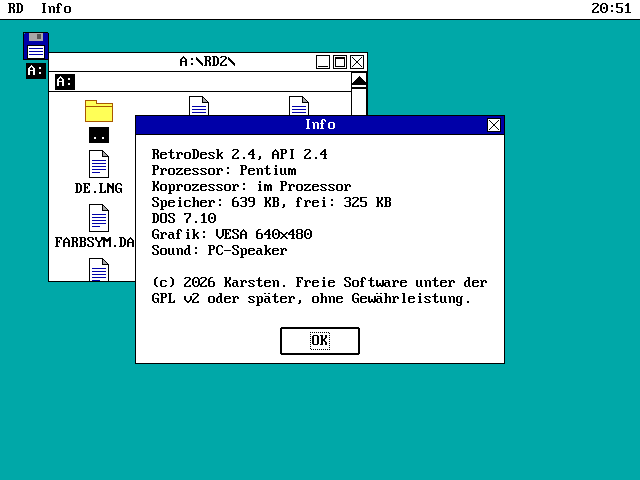 RD Info 20:51
A:
A:\RD2\
A:
..
DE.LNG
FARBSYM.DA
Info
RetroDesk 2.4, API 2.4
Prozessor: Pentium
Koprozessor: im Prozessor
Speicher: 639 KB, frei: 325 KB
DOS 7.10
Grafik: VESA 640x480
Sound: PC-Speaker
(c) 2026 Karsten. Freie Software unter der
GPL v2 oder später, ohne Gewährleistung.
OK